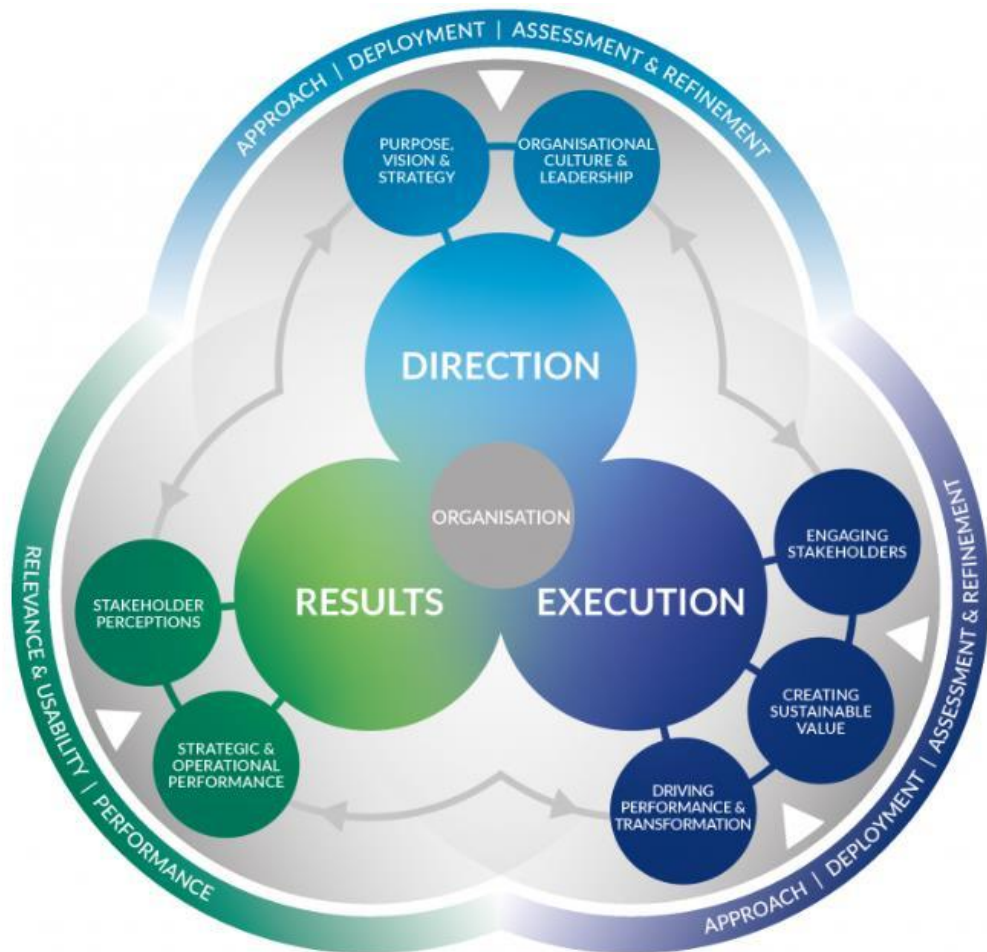 APPROACH | DEPLOYMENT | ASSESSMENT & REFINEMENT
PURPOSE,
VISION &
STRATEGY
ORGANISATIONAL
CULTURE &
LEADERSHIP
DIRECTION
ORGANISATION
RESULTS
EXECUTION
ENGAGING
STAKEHOLDERS
CREATING
SUSTAINABLE
VALUE
DRIVING
PERFORMANCE &
TRANSFORMATION
STAKEHOLDER
PERCEPTIONS
STRATEGIC &
OPERATIONAL
PERFORMANCE
RELEVANCE & USABILITY | PERFORMANCE
APPROACH | DEPLOYMENT | ASSESSMENT & REFINEMENT